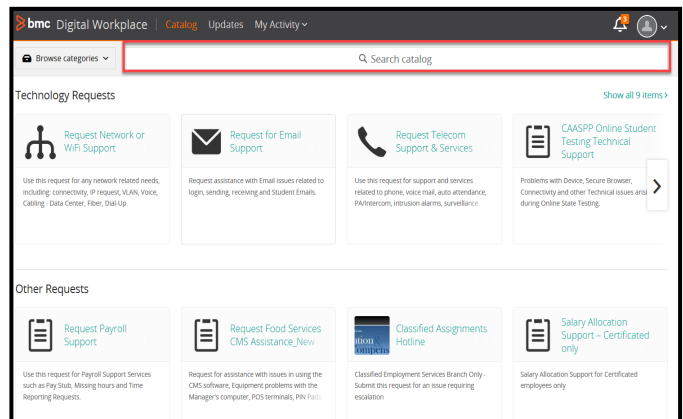 bmc Digital Workplace | Catalog Updates My Activity
Browse categories
Search catalog
Technology Requests
Show all 9 items >
Request Network or
WiFi Support
Use this request for any network related needs,
including: connectivity, IP request, VLAN, Voice,
Cabling - Data Center, Fiber, Dial-Up.
Request for Email
Support
Request assistance with Email issues related to
login, sending, receiving and Student Emails.
Request Telecom
Support & Services
Use this request for support and services
related to phone, voice mail, auto attendance,
PA/Intercom, intrusion alarms, surveillance
CAASPP Online Student
Testing Technical
Support
Problems with Device, Secure Browser,
Connectivity and other Technical issues
during Online State Testing.
Other Requests
Request Payroll
Support
Use this request for Payroll Support Services
such as Pay Stub, Missing hours and Time
Reporting Requests.
Request Food Services
CMS Assistance_New
Request for assistance with issues in using the
CMS software, Equipment problems with the
Manager's computer, POS terminals, PIN Pads
Classified Assignments
Hotline
Classified Employment Services Branch Only -
Submit this request for an issue requiring
escalation
Salary Allocation
Support – Certificated
only
Salary Allocation Support for Certificated
employees only